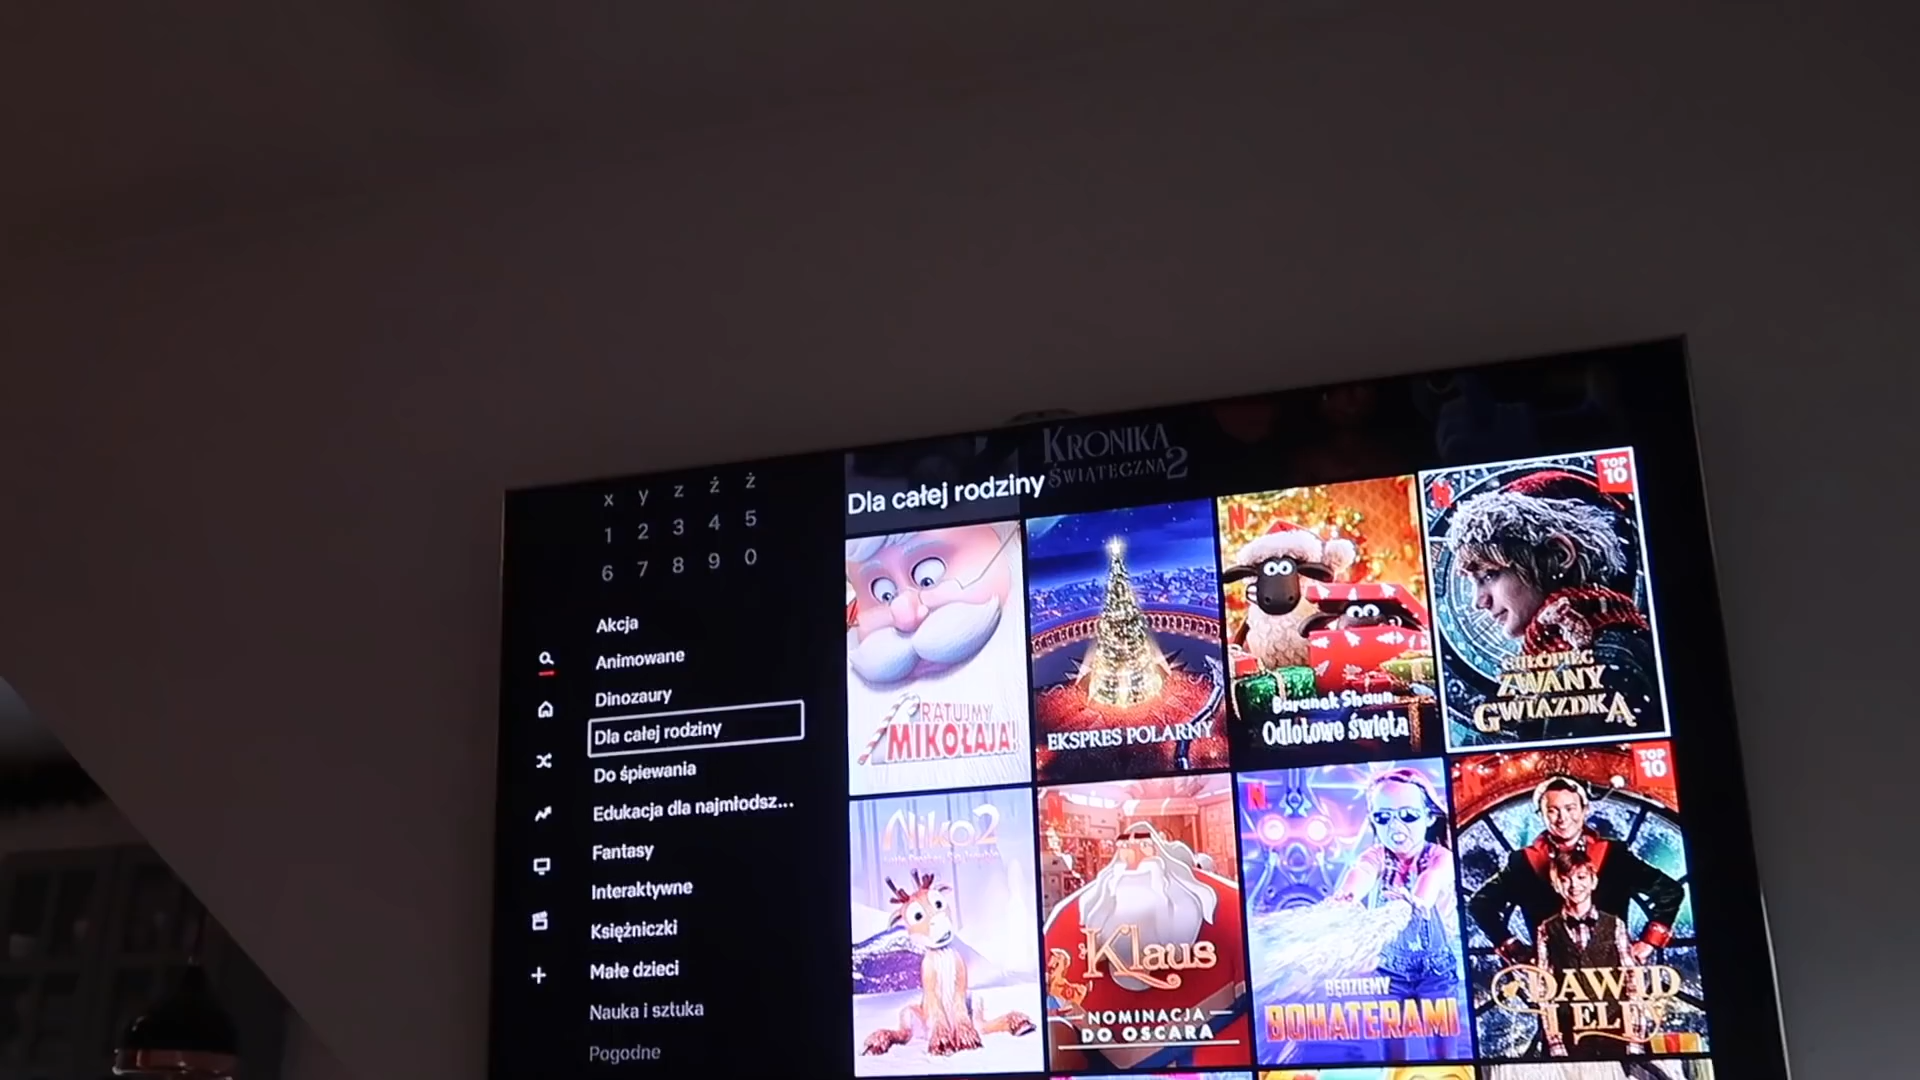 x y z ź ż
1 2 3 4 5
6 7 8 9 0
Akcja
Animowane
Dinozaury
Dla całej rodziny
Do śpiewania
Edukacja dla najmłodsz...
Fantasy
Interaktywne
Księżniczki
Małe dzieci
Nauka i sztuka
Pogodne
KRONIKA
ŚWIĄTECZNA 2
Dla całej rodziny
RATUJMY
MIKOŁAJA!
EKSPRES POLARNY
N
Baranek Shaun
Odlotowe święta
N
TOP
10
CHŁOPIEC
ZWANY
GWIAZDKĄ
Niko 2
N
Klaus
NOMINACJA
DO OSCARA
N
BĘDZIEMY
BOHATERAMI
TOP
10
DAWID
I ELFY